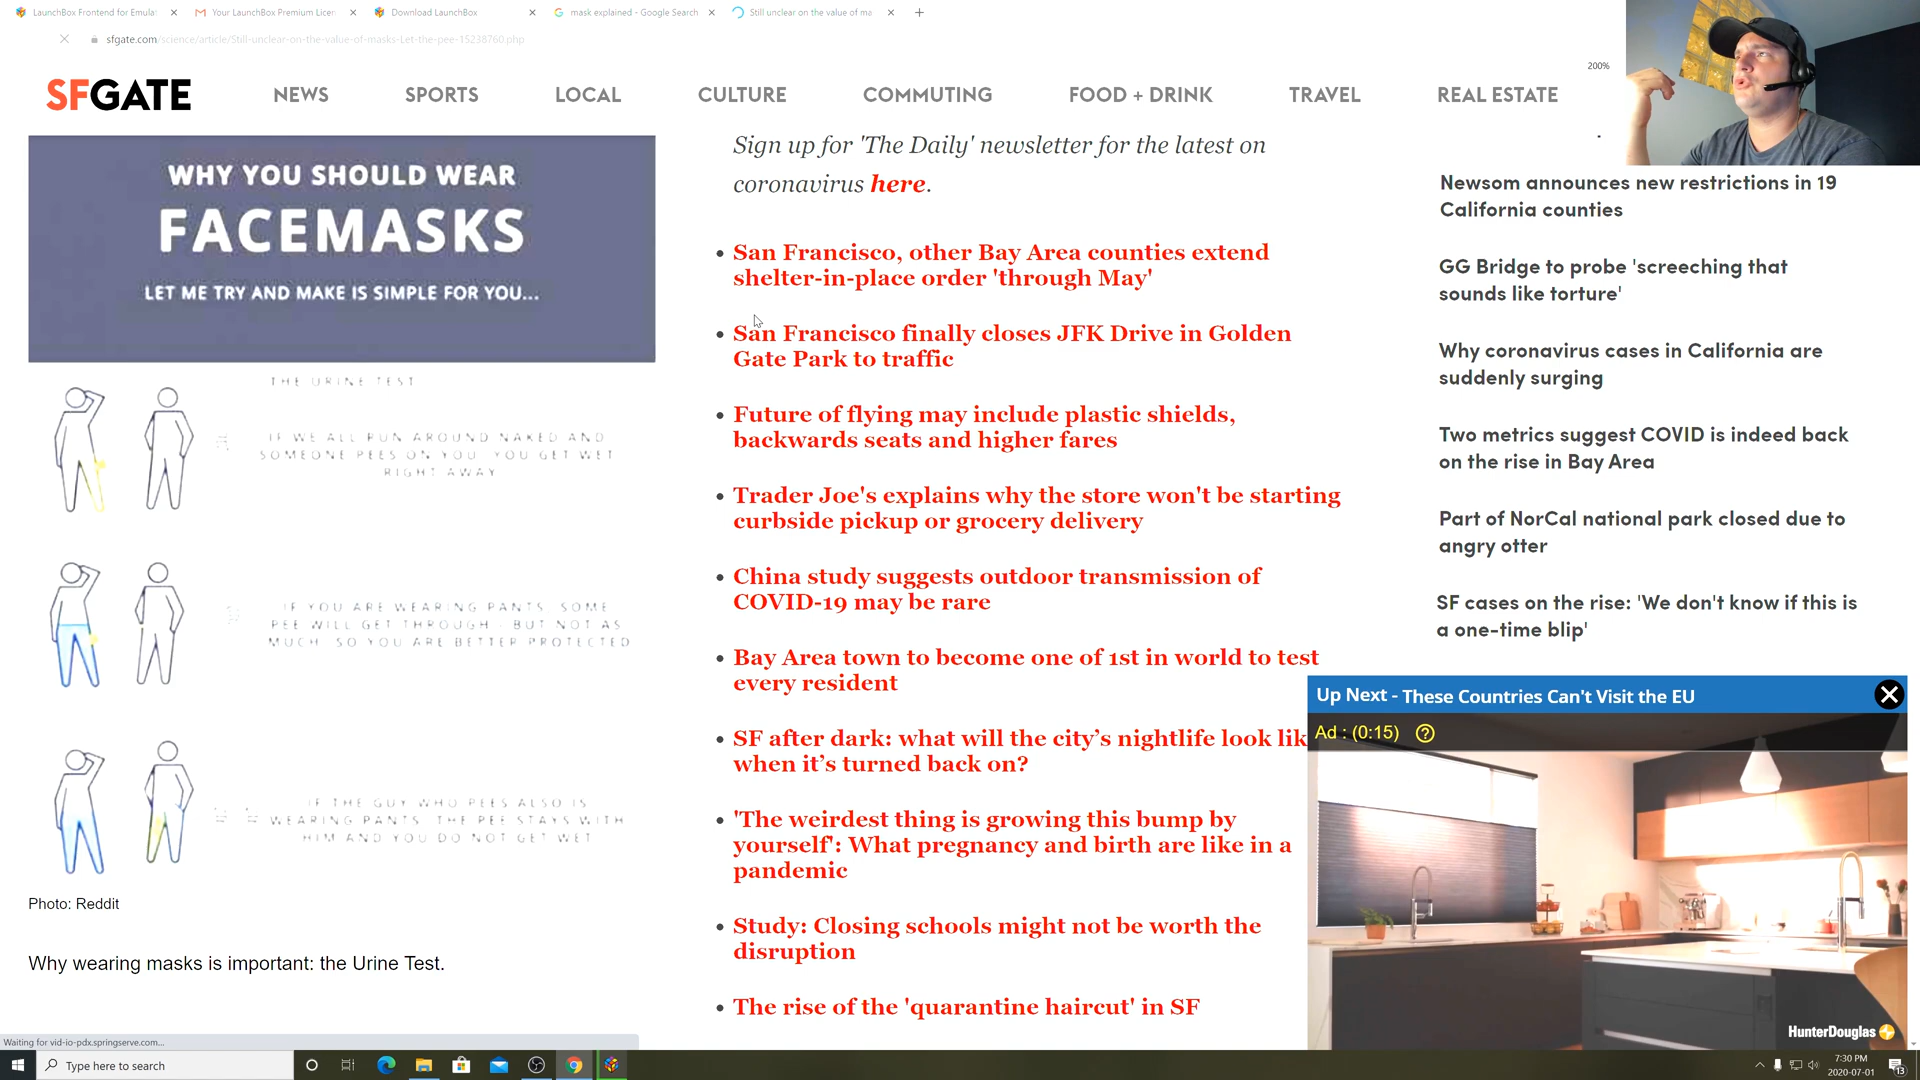 LaunchBox Frontend for Emula
Your LaunchBox Premium Licen
Download LaunchBox
mask explained - Google Search
Still unclear on the value of ma
sfgate.com/science/article/Still-unclear-on-the-value-of-masks-Let-the-pee-15238760.php
200%
SFGATE
NEWS
SPORTS
LOCAL
CULTURE
COMMUTING
FOOD + DRINK
TRAVEL
REAL ESTATE
WHY YOU SHOULD WEAR
FACEMASKS
LET ME TRY AND MAKE IS SIMPLE FOR YOU...
THE URINE TEST
IF WE ALL RUN AROUND NAKED AND
SOMEONE PEES ON YOU, YOU GET WET
RIGHT AWAY
IF YOU ARE WEARING PANTS, SOME
PEE WILL GET THROUGH - BUT NOT AS
MUCH, SO YOU ARE BETTER PROTECTED
IF THE GUY WHO PEES ALSO IS
WEARING PANTS, THE PEE STAYS WITH
HIM AND YOU DO NOT GET WET
Photo: Reddit
Why wearing masks is important: the Urine Test.
Sign up for 'The Daily' newsletter for the latest on
coronavirus here.
San Francisco, other Bay Area counties extend
shelter-in-place order 'through May'
San Francisco finally closes JFK Drive in Golden
Gate Park to traffic
Future of flying may include plastic shields,
backwards seats and higher fares
Trader Joe's explains why the store won't be starting
curbside pickup or grocery delivery
China study suggests outdoor transmission of
COVID-19 may be rare
Bay Area town to become one of 1st in world to test
every resident
SF after dark: what will the city's nightlife look lik
when it's turned back on?
'The weirdest thing is growing this bump by
yourself': What pregnancy and birth are like in a
pandemic
Study: Closing schools might not be worth the
disruption
The rise of the 'quarantine haircut' in SF
Newsom announces new restrictions in 19
California counties
GG Bridge to probe 'screeching that
sounds like torture'
Why coronavirus cases in California are
suddenly surging
Two metrics suggest COVID is indeed back
on the rise in Bay Area
Part of NorCal national park closed due to
angry otter
SF cases on the rise: 'We don't know if this is
a one-time blip'
Up Next - These Countries Can't Visit the EU
Ad : (0:15)
HunterDouglas
Waiting for vid-io-pdx.springserve.com...
Type here to search
7:30 PM
2020-07-01
13